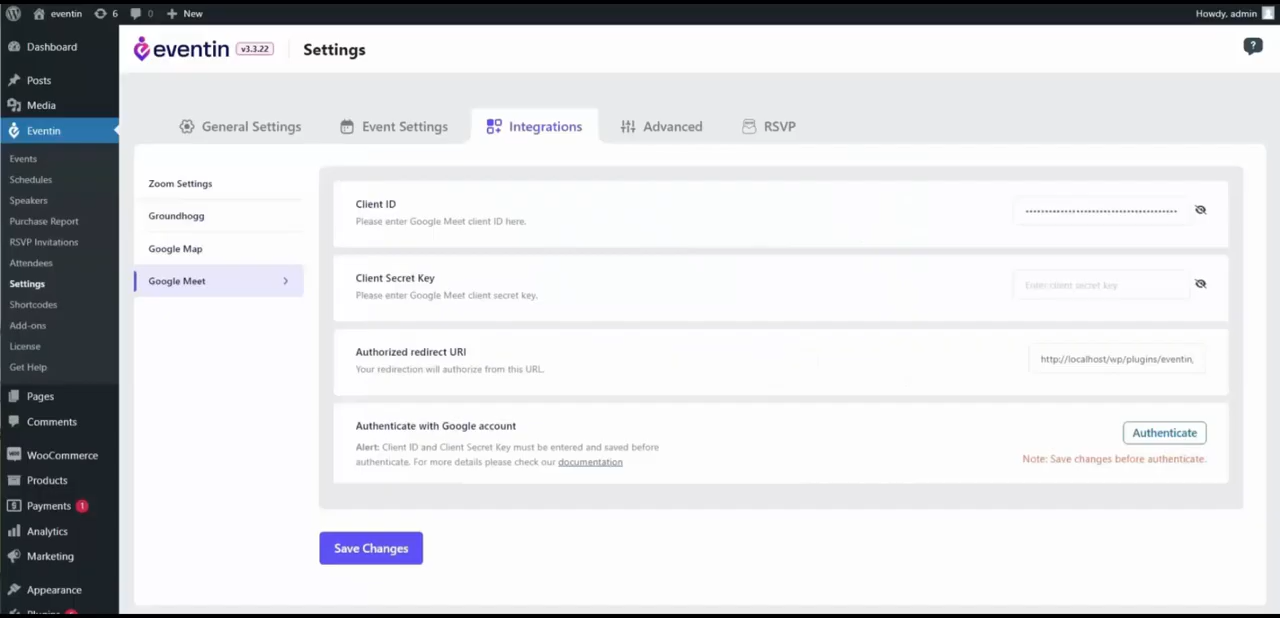 eventin 6 0 New Howdy, admin
Dashboard
Posts
Media
Eventin
Events
Schedules
Speakers
Purchase Report
RSVP Invitations
Attendees
Settings
Shortcodes
Add-ons
License
Get Help
Pages
Comments
WooCommerce
Products
Payments 1
Analytics
Marketing
Appearance
eventin v3.3.22 Settings ?
General Settings Event Settings Integrations Advanced RSVP
Zoom Settings
Groundhogg
Google Map
Google Meet
Client ID
Please enter Google Meet client ID here.
Client Secret Key
Please enter Google Meet client secret key.
Enter client secret key
Authorized redirect URI
Your redirection will authorize from this URL.
http://localhost/wp/plugins/eventin,
Authenticate with Google account
Alert: Client ID and Client Secret Key must be entered and saved before
authenticate. For more details please check our documentation
Authenticate
Note: Save changes before authenticate.
Save Changes